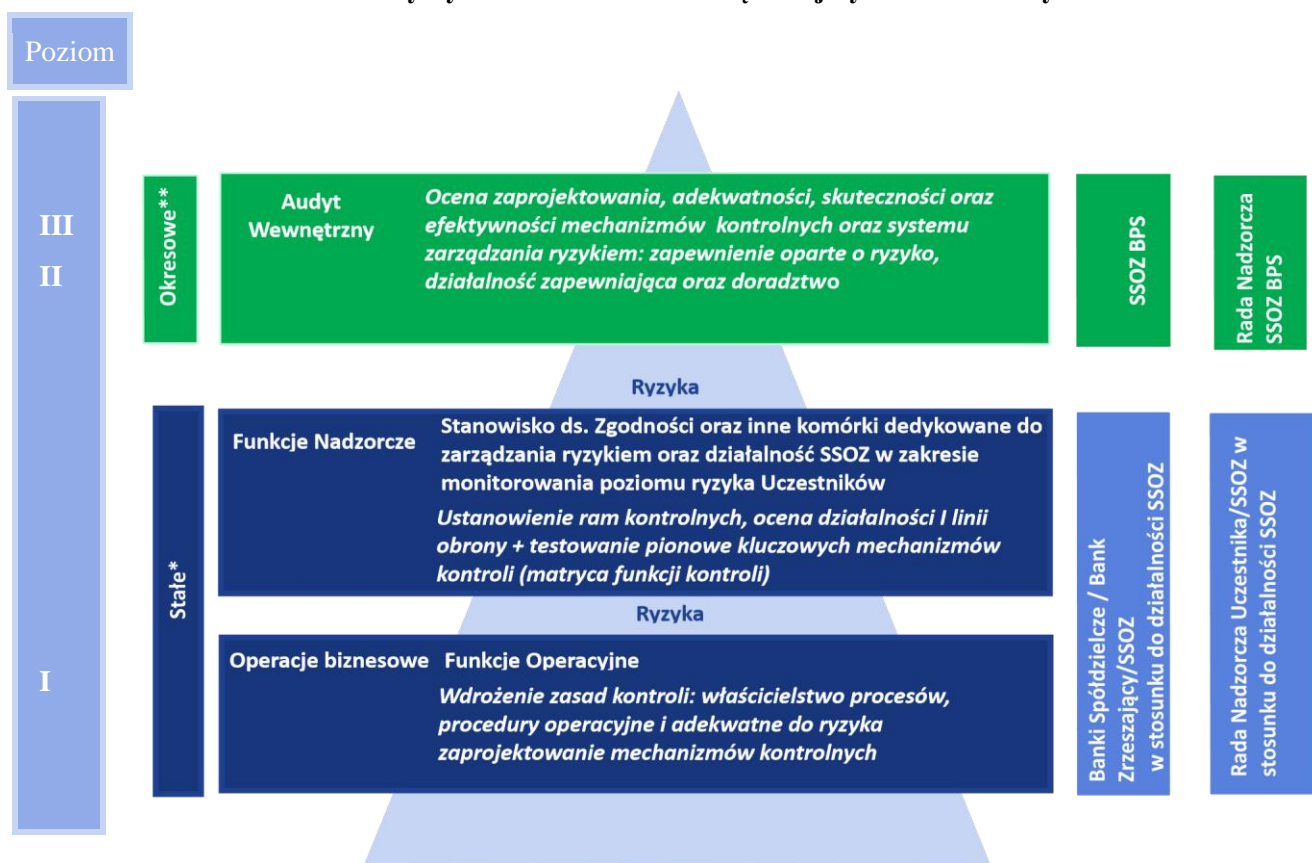 Poziom
III
II
I
Okresowe**
Audyt
Wewnętrzny
Ocena zaprojektowania, adekwatności, skuteczności oraz
efektywności mechanizmów kontrolnych oraz systemu
zarządzania ryzykiem: zapewnienie oparte o ryzyko,
działalność zapewniająca oraz doradztwo
SSOZ BPS
Rada Nadzorcza
SSOZ BPS
Ryzyka
Stałe*
Funkcje Nadzorcze
Stanowisko ds. Zgodności oraz inne komórki dedykowane do
zarządzania ryzykiem oraz działalność SSOZ w zakresie
monitorowania poziomu ryzyka Uczestników
Ustanowienie ram kontrolnych, ocena działalności I linii
obrony + testowanie pionowe kluczowych mechanizmów
kontroli (matryca funkcji kontroli)
Ryzyka
Operacje biznesowe
Funkcje Operacyjne
Wdrożenie zasad kontroli: właścicielstwo procesów,
procedury operacyjne i adekwatne do ryzyka
zaprojektowanie mechanizmów kontrolnych
Banki Spółdzielcze / Bank
Zrzeszający/SSOZ
w stosunku do działalności SSOZ
Rada Nadzorcza Uczestnika/SSOZ w
stosunku do działalności SSOZ